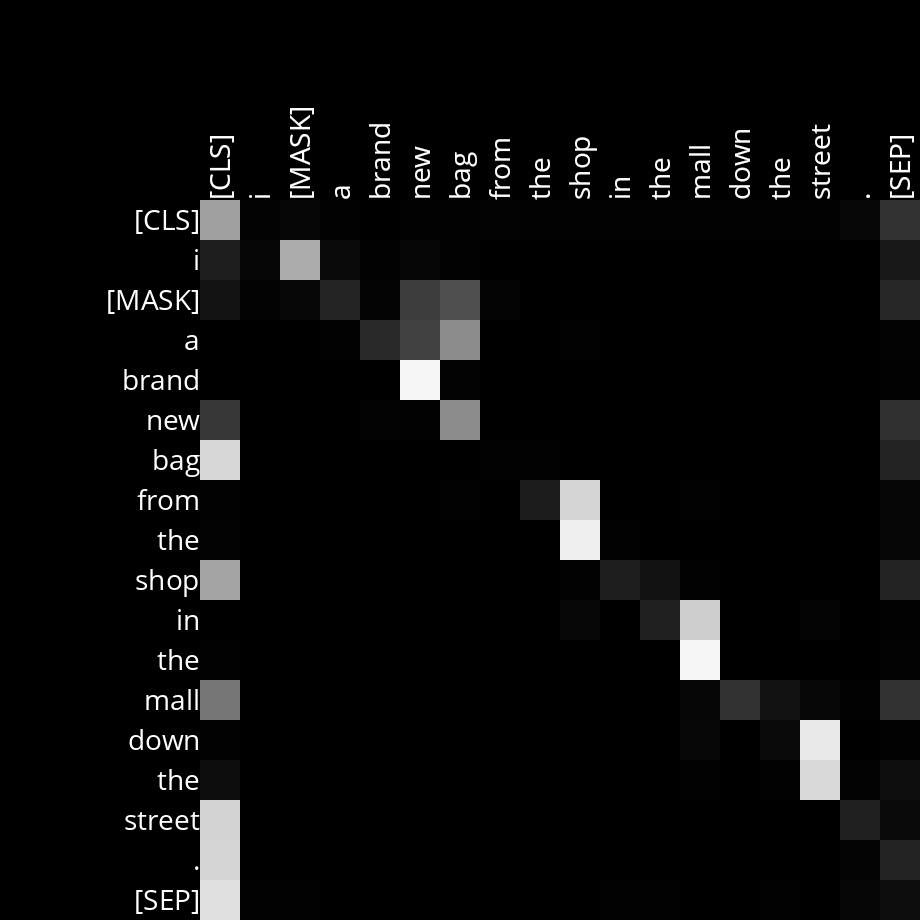 [CLS] i [MASK] a brand new bag from the shop in the mall down the street . [SEP]
[CLS]
i
[MASK]
a
brand
new
bag
from
the
shop
in
the
mall
down
the
street
.
[SEP]